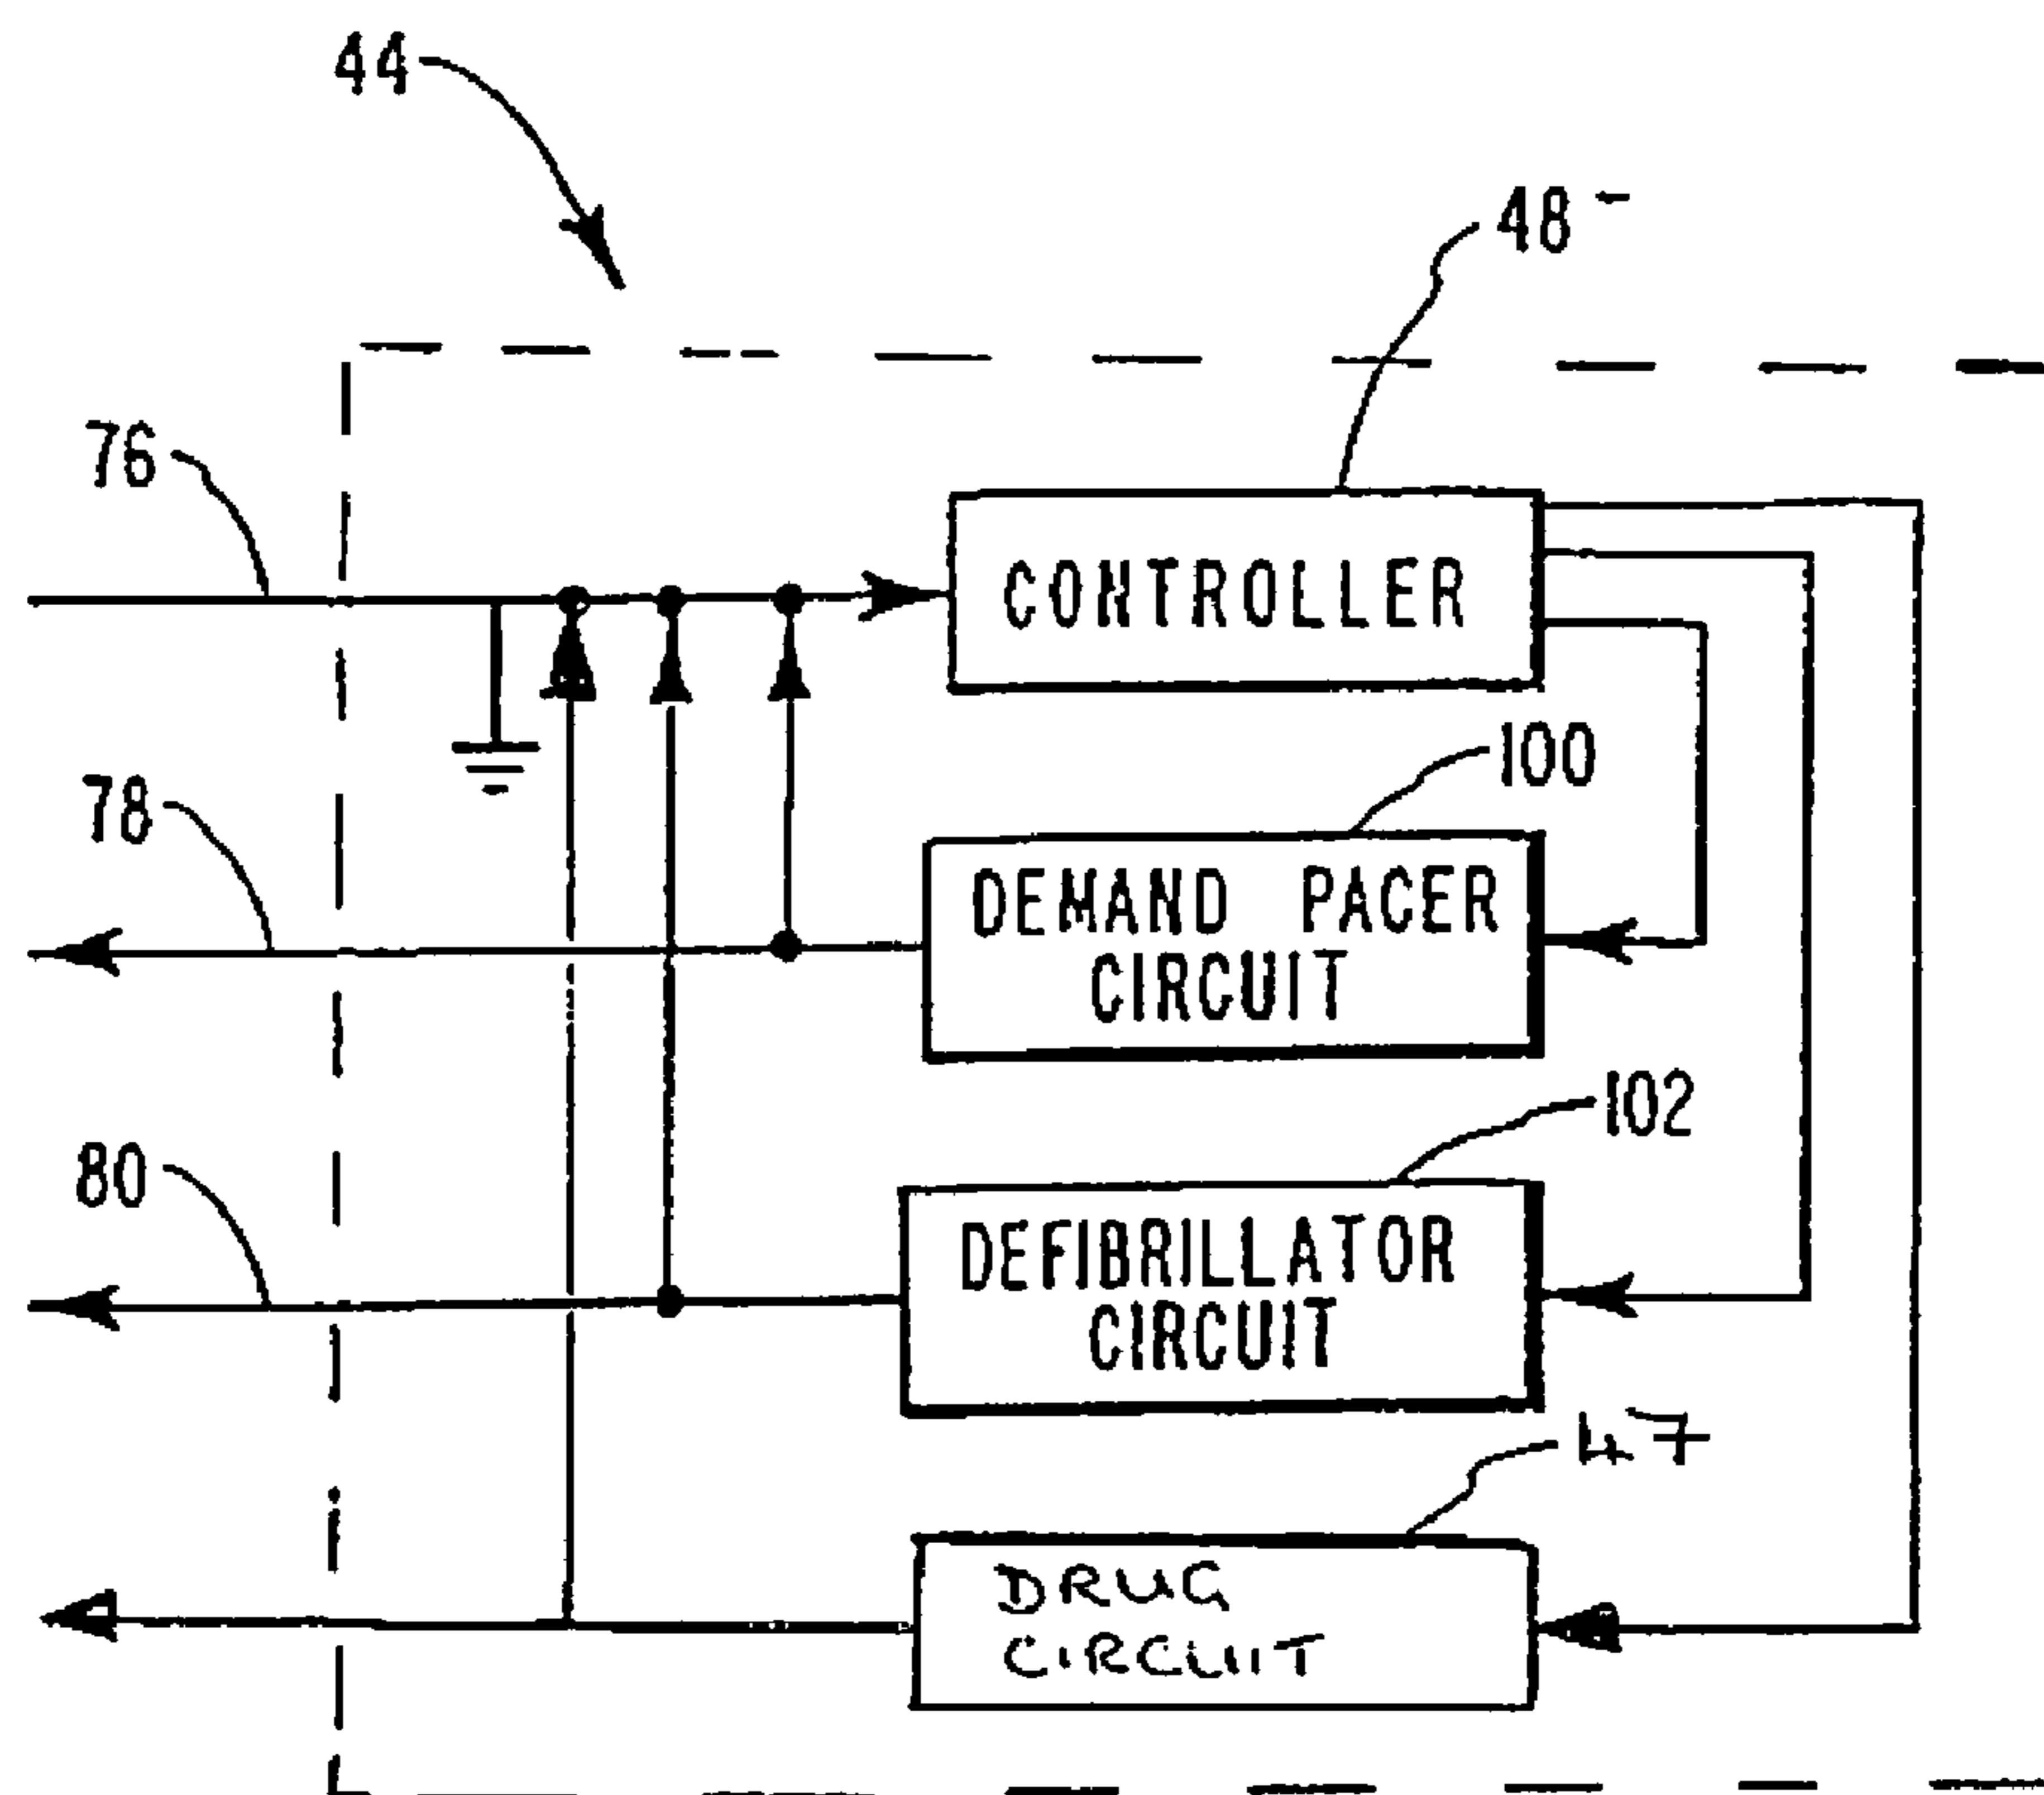 44
48
76
CONTROLLER
100
78
DEMAND PACER
CIRCUIT
102
80
DEFIBRILLATOR
CIRCUIT
47
DRUG
CIRCUIT